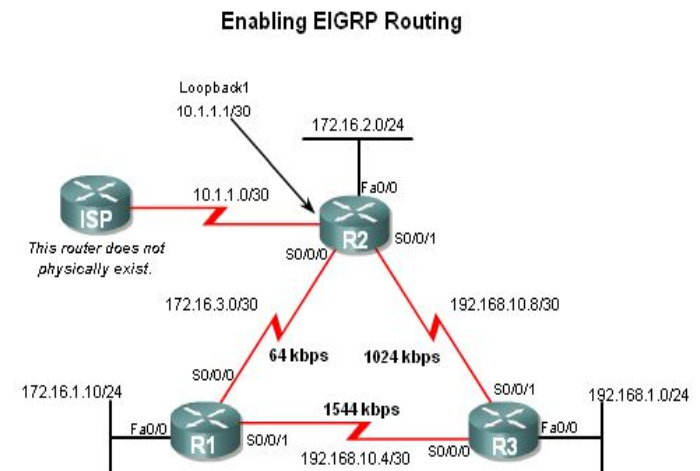 Enabling EIGRP Routing
Loopback1
10.1.1.1/30
172.16.2.0/24
10.1.1.0/30
Fa0/0
ISP
R2
S0/0/1
This router does not
physically exist.
S0/0/0
172.16.3.0/30
192.168.10.8/30
64 kbps
1024 kbps
S0/0/0
S0/0/1
172.16.1.10/24
192.168.1.0/24
1544 kbps
Fa0/0
R1
S0/0/1
192.168.10.4/30
S0/0/0
R3
Fa0/0